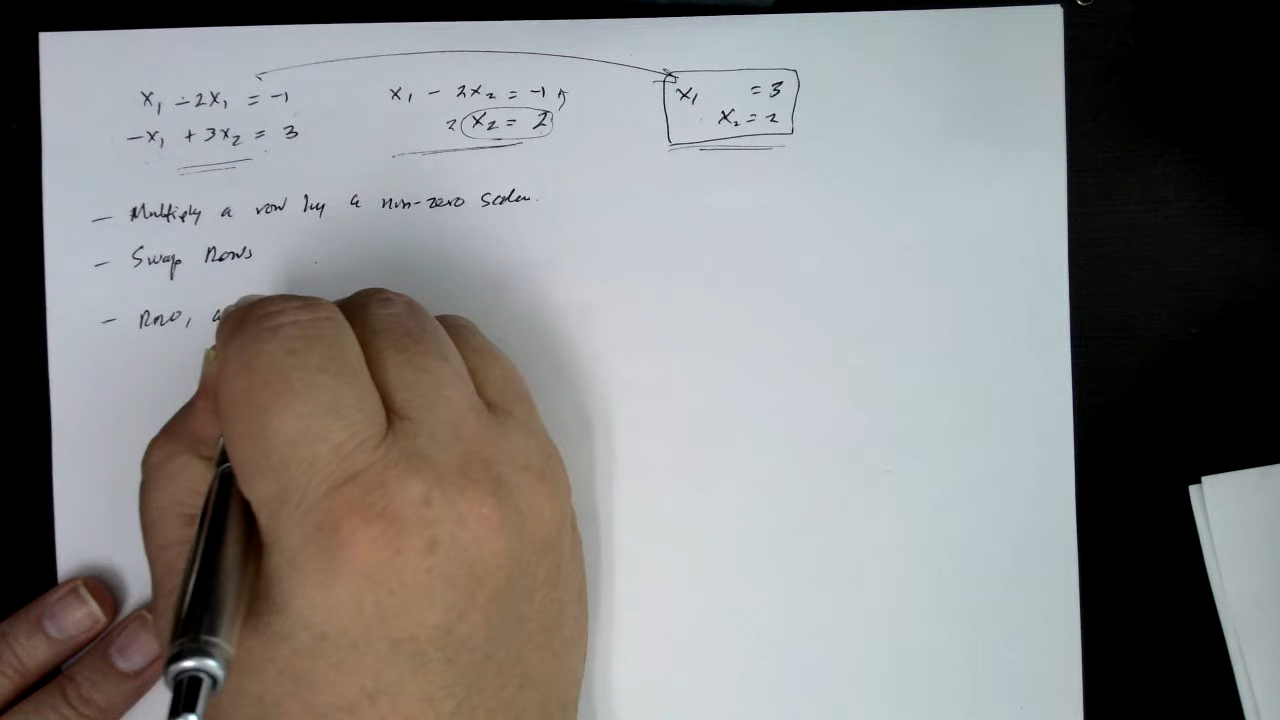 x₁ - 2x₁ = -1
-x₁ + 3x₂ = 3
x₁ - 2x₂ = -1
2 x₂ = 2
x₁ = 3
x₂ = 2
- Multiply a row by a non-zero scalar.
- Swap Rows
-